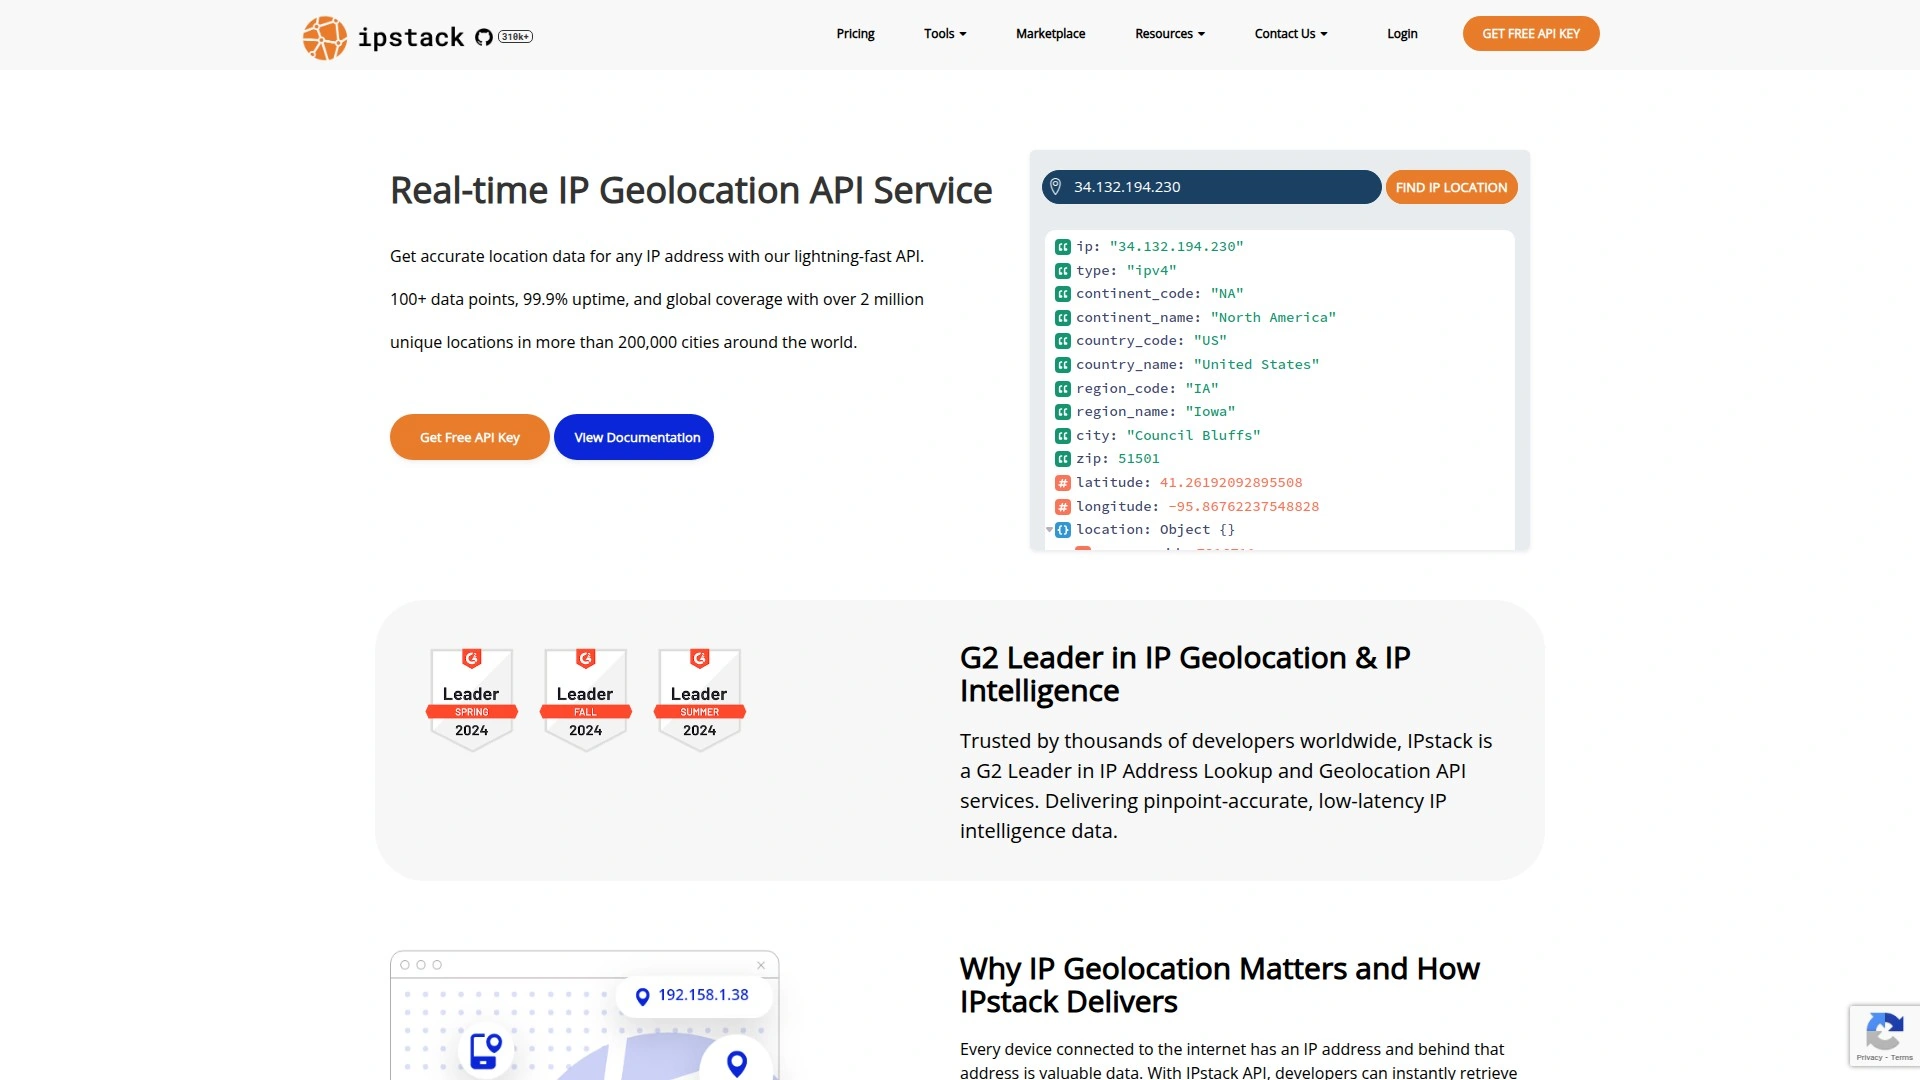 ipstack
310k+
Pricing
Tools
Marketplace
Resources
Contact Us
Login
GET FREE API KEY
Real-time IP Geolocation API Service
Get accurate location data for any IP address with our lightning-fast API.
100+ data points, 99.9% uptime, and global coverage with over 2 million
unique locations in more than 200,000 cities around the world.
Get Free API Key
View Documentation
34.132.194.230
FIND IP LOCATION
ip: "34.132.194.230"
type: "ipv4"
continent_code: "NA"
continent_name: "North America"
country_code: "US"
country_name: "United States"
region_code: "IA"
region_name: "Iowa"
city: "Council Bluffs"
zip: 51501
latitude: 41.26192092895508
longitude: -95.86762237548828
location: Object {}
Leader
SPRING
2024
Leader
FALL
2024
Leader
SUMMER
2024
G2 Leader in IP Geolocation & IP
Intelligence
Trusted by thousands of developers worldwide, IPstack is
a G2 Leader in IP Address Lookup and Geolocation API
services. Delivering pinpoint-accurate, low-latency IP
intelligence data.
192.158.1.38
Why IP Geolocation Matters and How
IPstack Delivers
Every device connected to the internet has an IP address and behind that
address is valuable data. With IPstack API, developers can instantly retrieve
Privacy - Terms